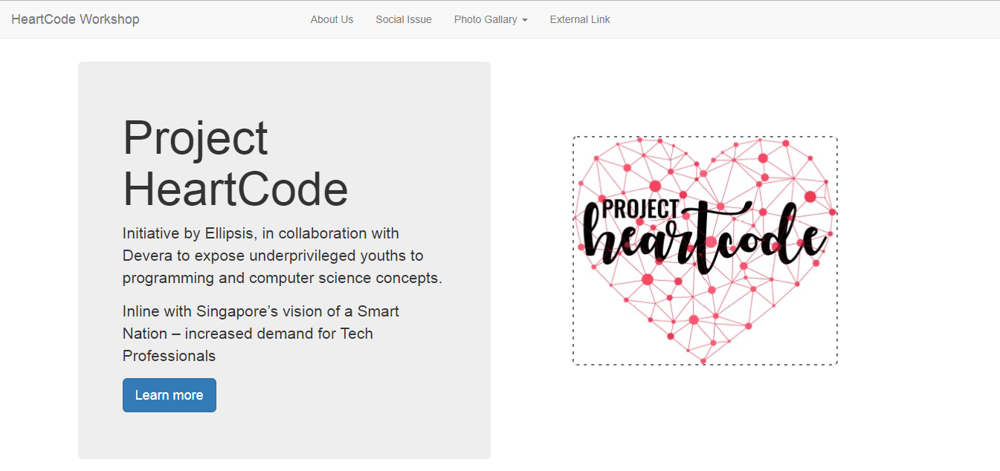 HeartCode Workshop
About Us
Social Issue
Photo Gallary
External Link
Project
HeartCode
Initiative by Ellipsis, in collaboration with
Devera to expose underprivileged youths to
programming and computer science concepts.
Inline with Singapore’s vision of a Smart
Nation – increased demand for Tech
Professionals
Learn more
PROJECT
heartcode